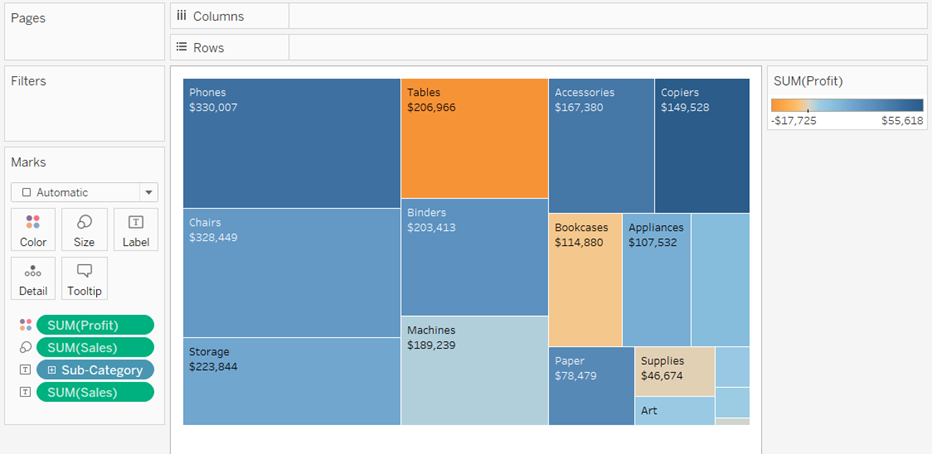 Pages
Columns
Rows
Filters
Marks
Automatic
Color
Size
Label
Detail
Tooltip
SUM(Profit)
SUM(Sales)
Sub-Category
SUM(Sales)
Phones
$330,007
Chairs
$328,449
Storage
$223,844
Tables
$206,966
Binders
$203,413
Machines
$189,239
Accessories
$167,380
Copiers
$149,528
Bookcases
$114,880
Appliances
$107,532
Paper
$78,479
Supplies
$46,674
Art
SUM(Profit)
-$17,725
$55,618